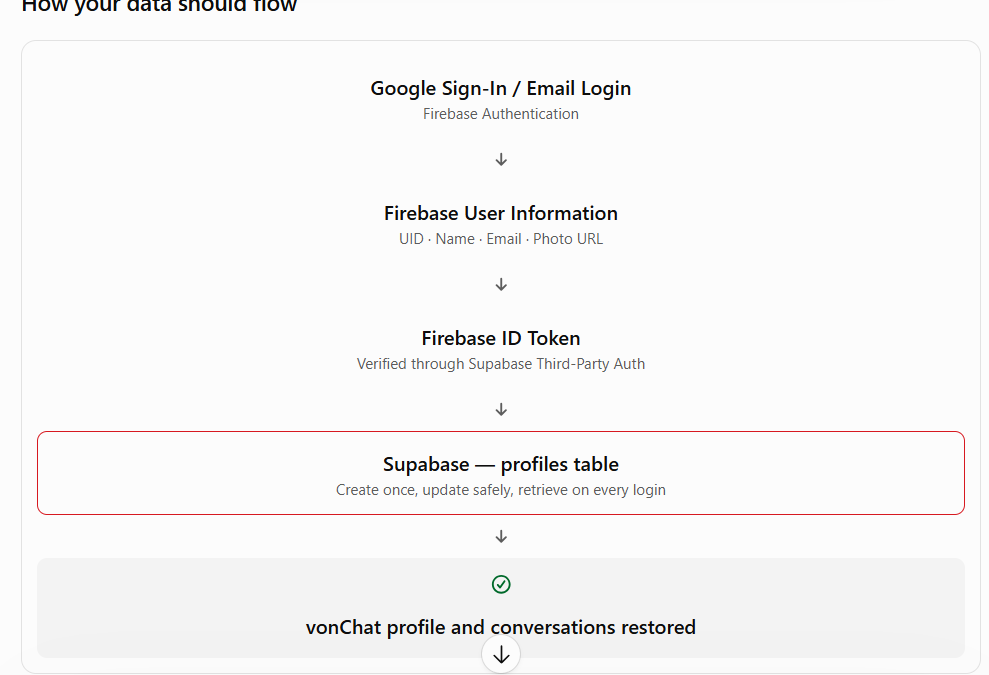 How your data should flow
Google Sign-In / Email Login
Firebase Authentication
↓
Firebase User Information
UID · Name · Email · Photo URL
↓
Firebase ID Token
Verified through Supabase Third-Party Auth
↓
Supabase — profiles table
Create once, update safely, retrieve on every login
↓
vonChat profile and conversations restored